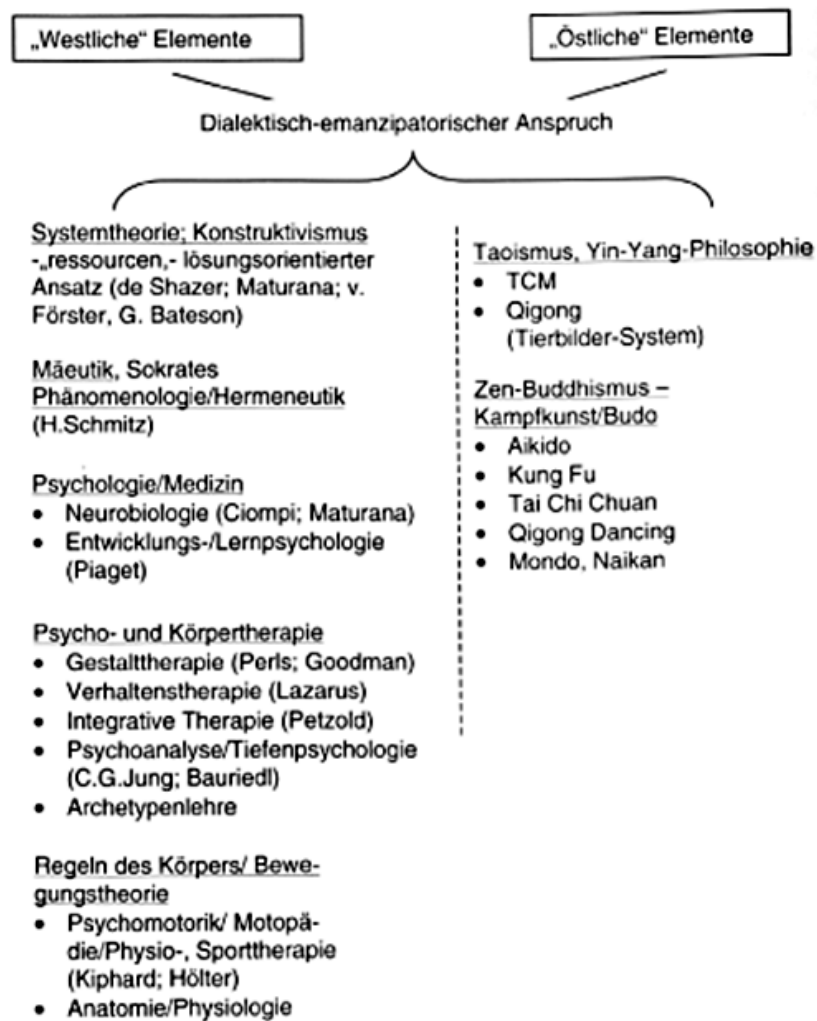 „Westliche“ Elemente
„Östliche“ Elemente
Dialektisch-emanzipatorischer Anspruch
Systemtheorie; Konstruktivismus
-„ressourcen,- lösungsorientierter
Ansatz (de Shazer; Maturana; v.
Förster, G. Bateson)
Mäeutik, Sokrates
Phänomenologie/Hermeneutik
(H.Schmitz)
Psychologie/Medizin
• Neurobiologie (Ciompi; Maturana)
• Entwicklungs-/Lernpsychologie
(Piaget)
Psycho- und Körpertherapie
• Gestalttherapie (Perls; Goodman)
• Verhaltenstherapie (Lazarus)
• Integrative Therapie (Petzold)
• Psychoanalyse/Tiefenpsychologie
(C.G.Jung; Bauriedl)
• Archetypenlehre
Regeln des Körpers/ Bewe-
gungstheorie
• Psychomotorik/ Motopä-
die/Physio-, Sporttherapie
(Kiphard; Hölter)
• Anatomie/Physiologie
Taoismus, Yin-Yang-Philosophie
• TCM
• Qigong
(Tierbilder-System)
Zen-Buddhismus –
Kampfkunst/Budo
• Aikido
• Kung Fu
• Tai Chi Chuan
• Qigong Dancing
• Mondo, Naikan